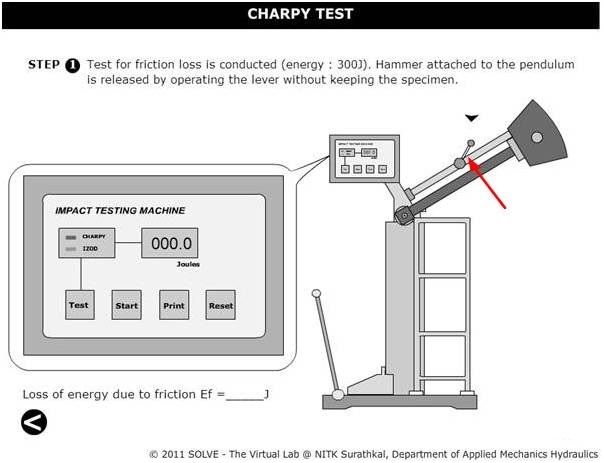 CHARPY TEST
STEP 1 Test for friction loss is conducted (energy : 300J). Hammer attached to the pendulum
is released by operating the lever without keeping the specimen.
IMPACT TESTING MACHINE
CHARPY
IZOD
000.0
Joules
Test Start Print Reset
Loss of energy due to friction Ef =_____J
© 2011 SOLVE - The Virtual Lab @ NITK Surathkal, Department of Applied Mechanics Hydraulics